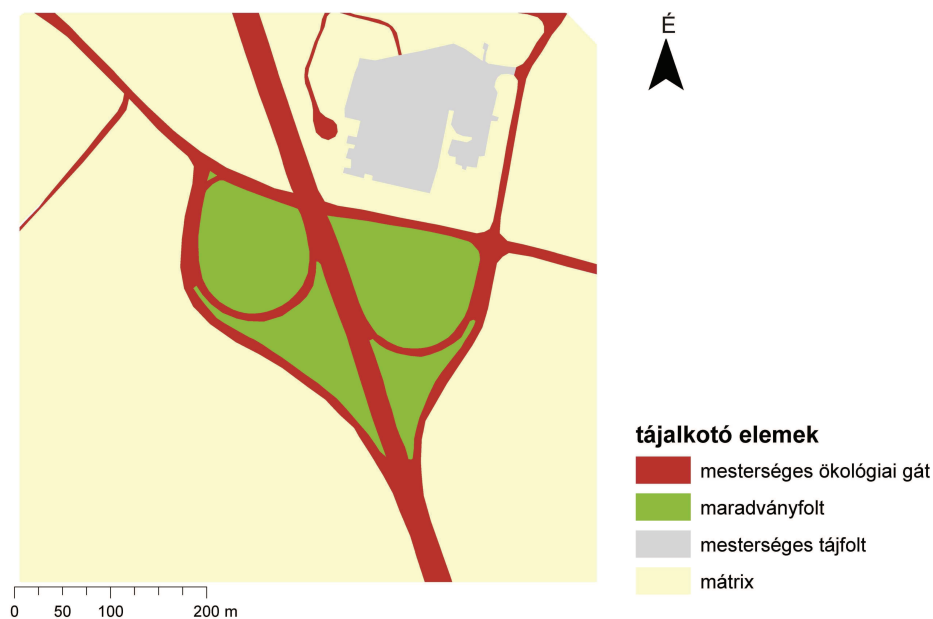 É
tájalkotó elemek
mesterséges ökológiai gát
maradványfolt
mesterséges tájfolt
mátrix
0 50 100 200 m